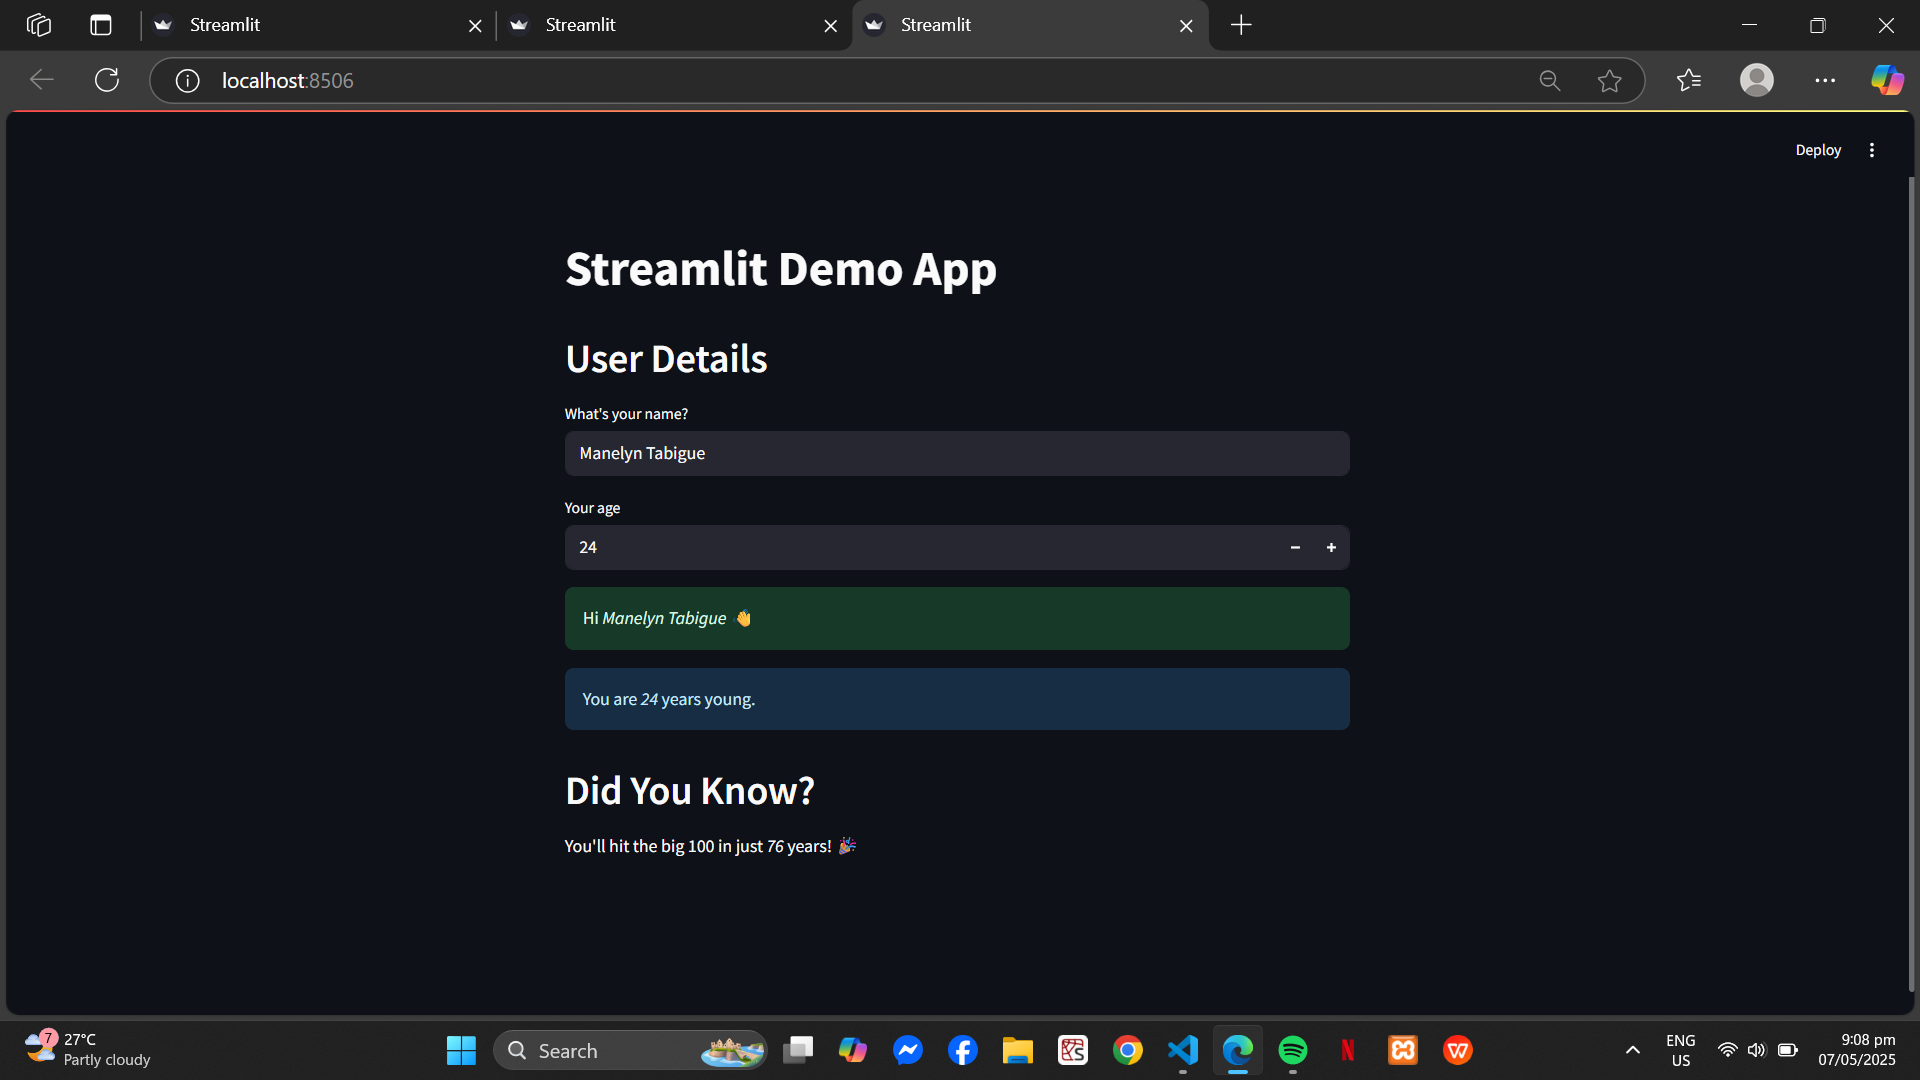 Streamlit
Streamlit
Streamlit
localhost:8506
Deploy
Streamlit Demo App
User Details
What's your name?
Manelyn Tabigue
Your age
24
Hi Manelyn Tabigue 👋
You are 24 years young.
Did You Know?
You'll hit the big 100 in just 76 years! 🎉
7
27°C
Partly cloudy
Search
ENG
US
9:08 pm
07/05/2025